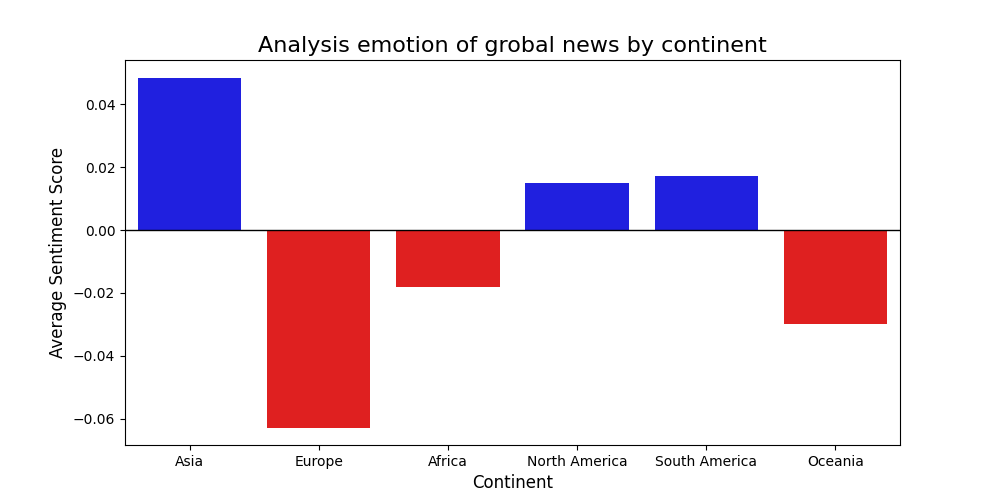 Analysis emotion of grobal news by continent
Average Sentiment Score
0.04
0.02
0.00
−0.02
−0.04
−0.06
Asia Europe Africa North America South America Oceania
Continent